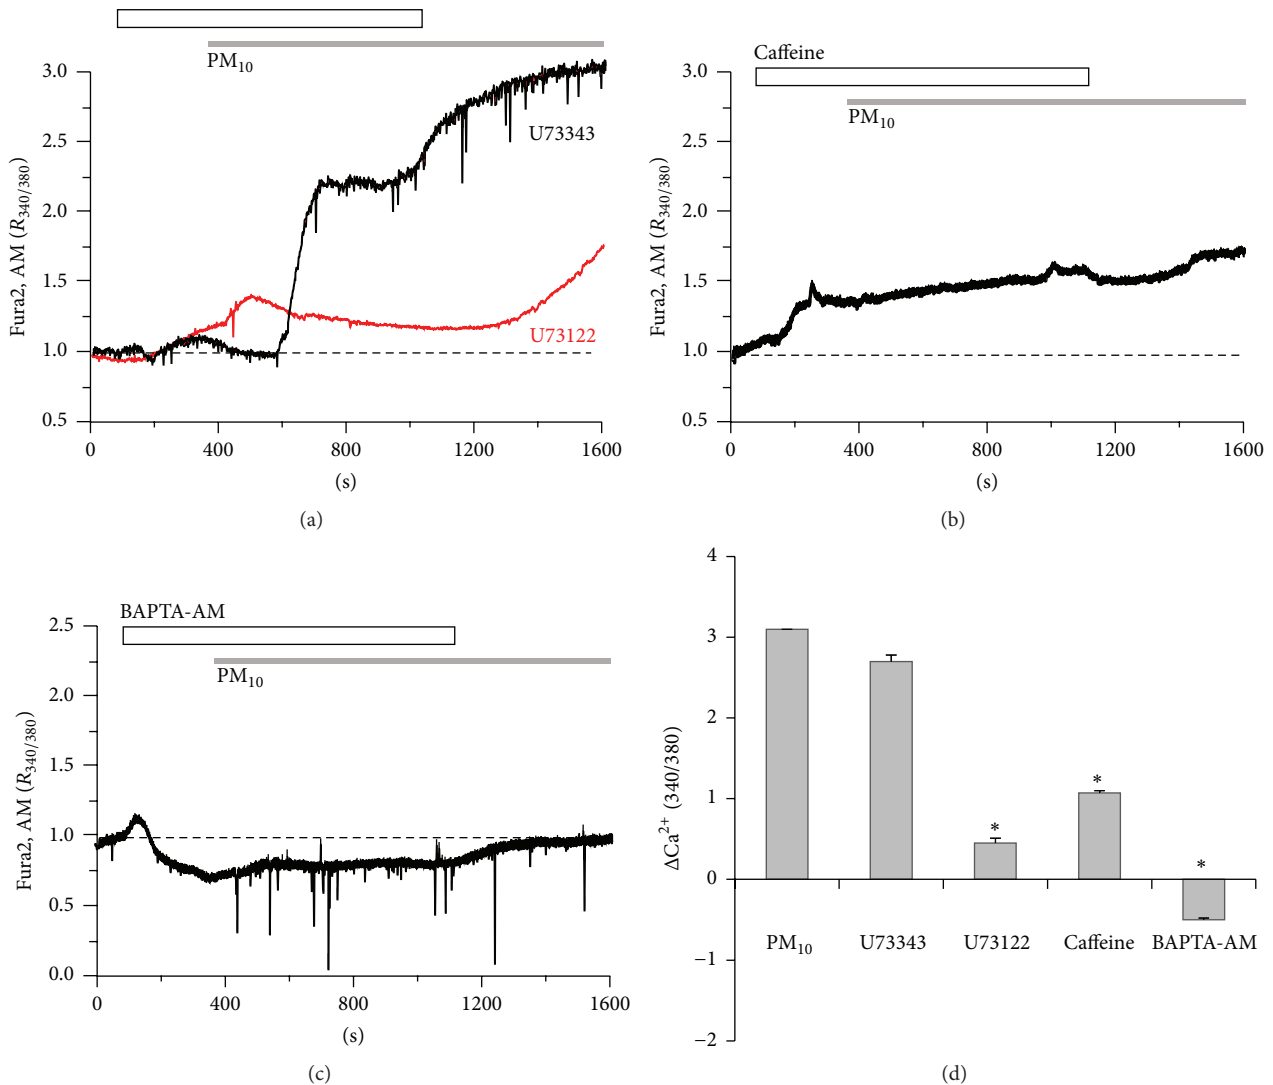 PM10
3.0
2.5
2.0
1.5
1.0
0.5
Fura2, AM (R340/380)
U73343
U73122
0 400 800 1200 1600
(s)
(a)
Caffeine
3.0
PM10
2.5
2.0
1.5
1.0
0.5
Fura2, AM (R340/380)
0 400 800 1200 1600
(s)
(b)
BAPTA-AM
2.5
PM10
2.0
1.5
1.0
0.5
0.0
Fura2, AM (R340/380)
0 400 800 1200 1600
(s)
(c)
4
3
2
1
0
−1
−2
ΔCa2+ (340/380)
* * *
PM10 U73343 U73122 Caffeine BAPTA-AM
(d)